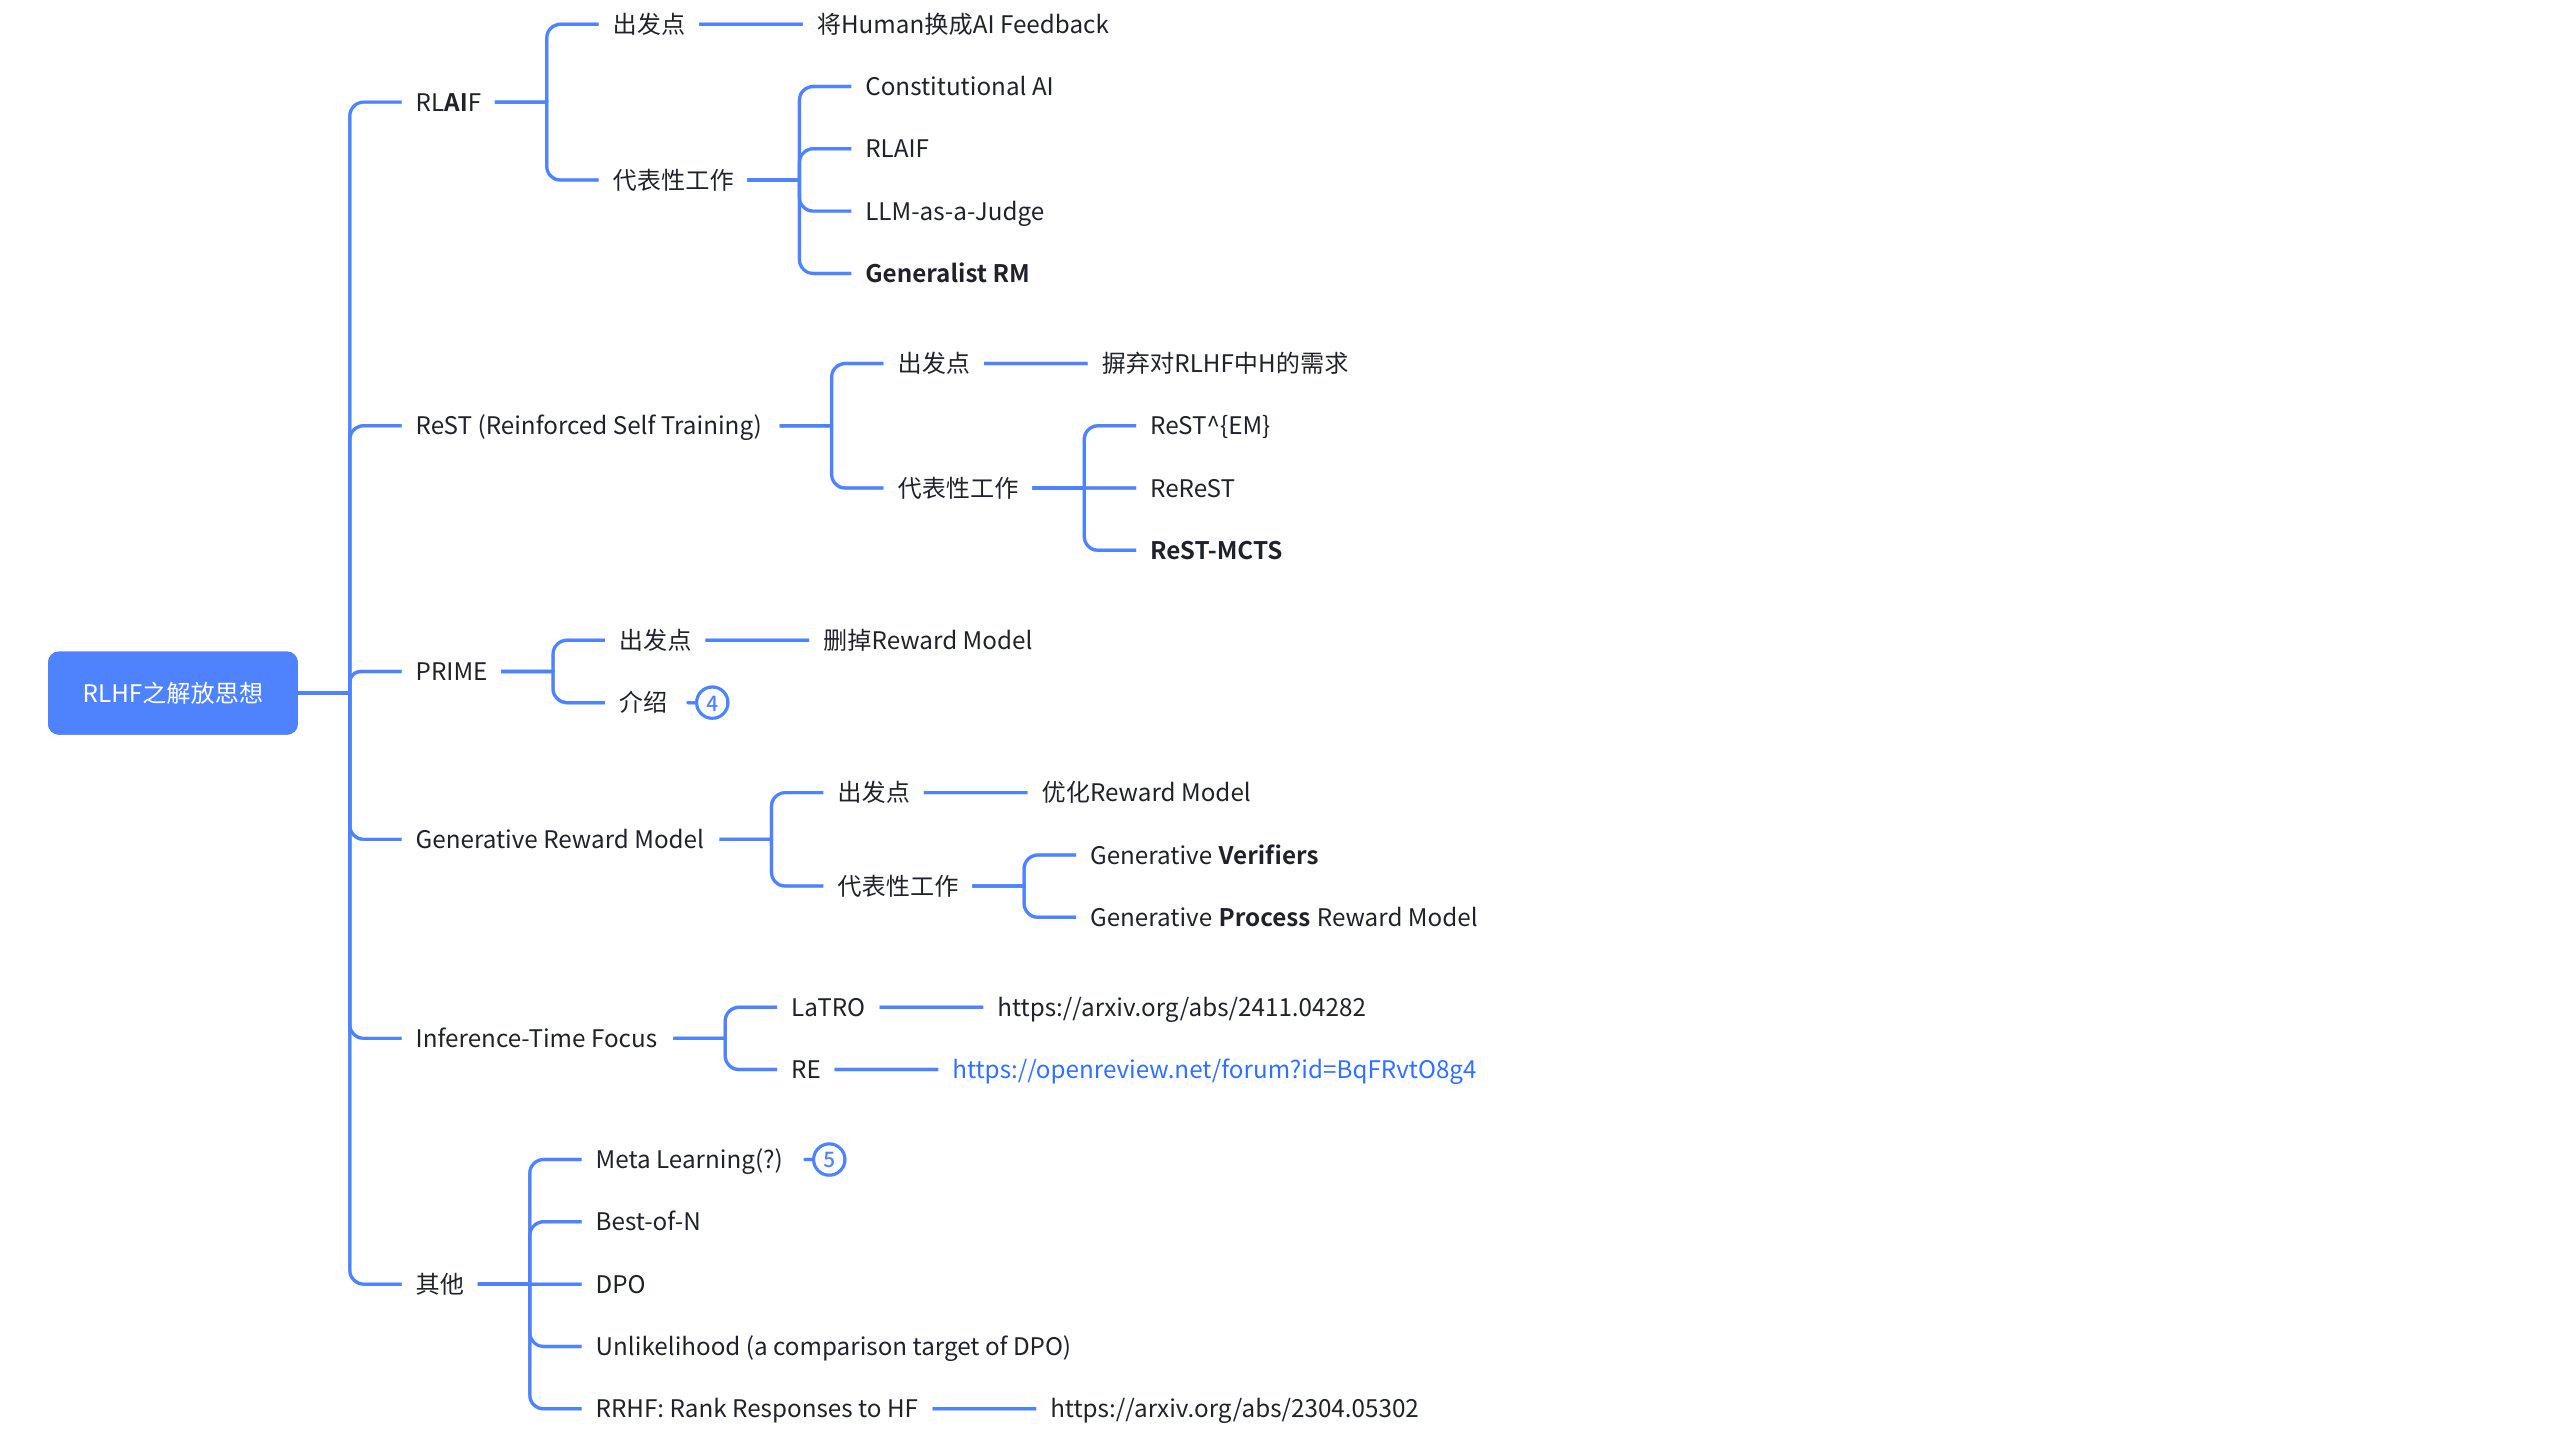 RLHF之解放思想
RLAIF
出发点
将Human换成AI Feedback
代表性工作
Constitutional AI
RLAIF
LLM-as-a-Judge
Generalist RM
ReST (Reinforced Self Training)
出发点
摒弃对RLHF中H的需求
代表性工作
ReST^{EM}
ReReST
ReST-MCTS
PRIME
出发点
删掉Reward Model
介绍
4
Generative Reward Model
出发点
优化Reward Model
代表性工作
Generative Verifiers
Generative Process Reward Model
Inference-Time Focus
LaTRO
https://arxiv.org/abs/2411.04282
RE
https://openreview.net/forum?id=BqFRvtO8g4
其他
Meta Learning(?)
5
Best-of-N
DPO
Unlikelihood (a comparison target of DPO)
RRHF: Rank Responses to HF
https://arxiv.org/abs/2304.05302